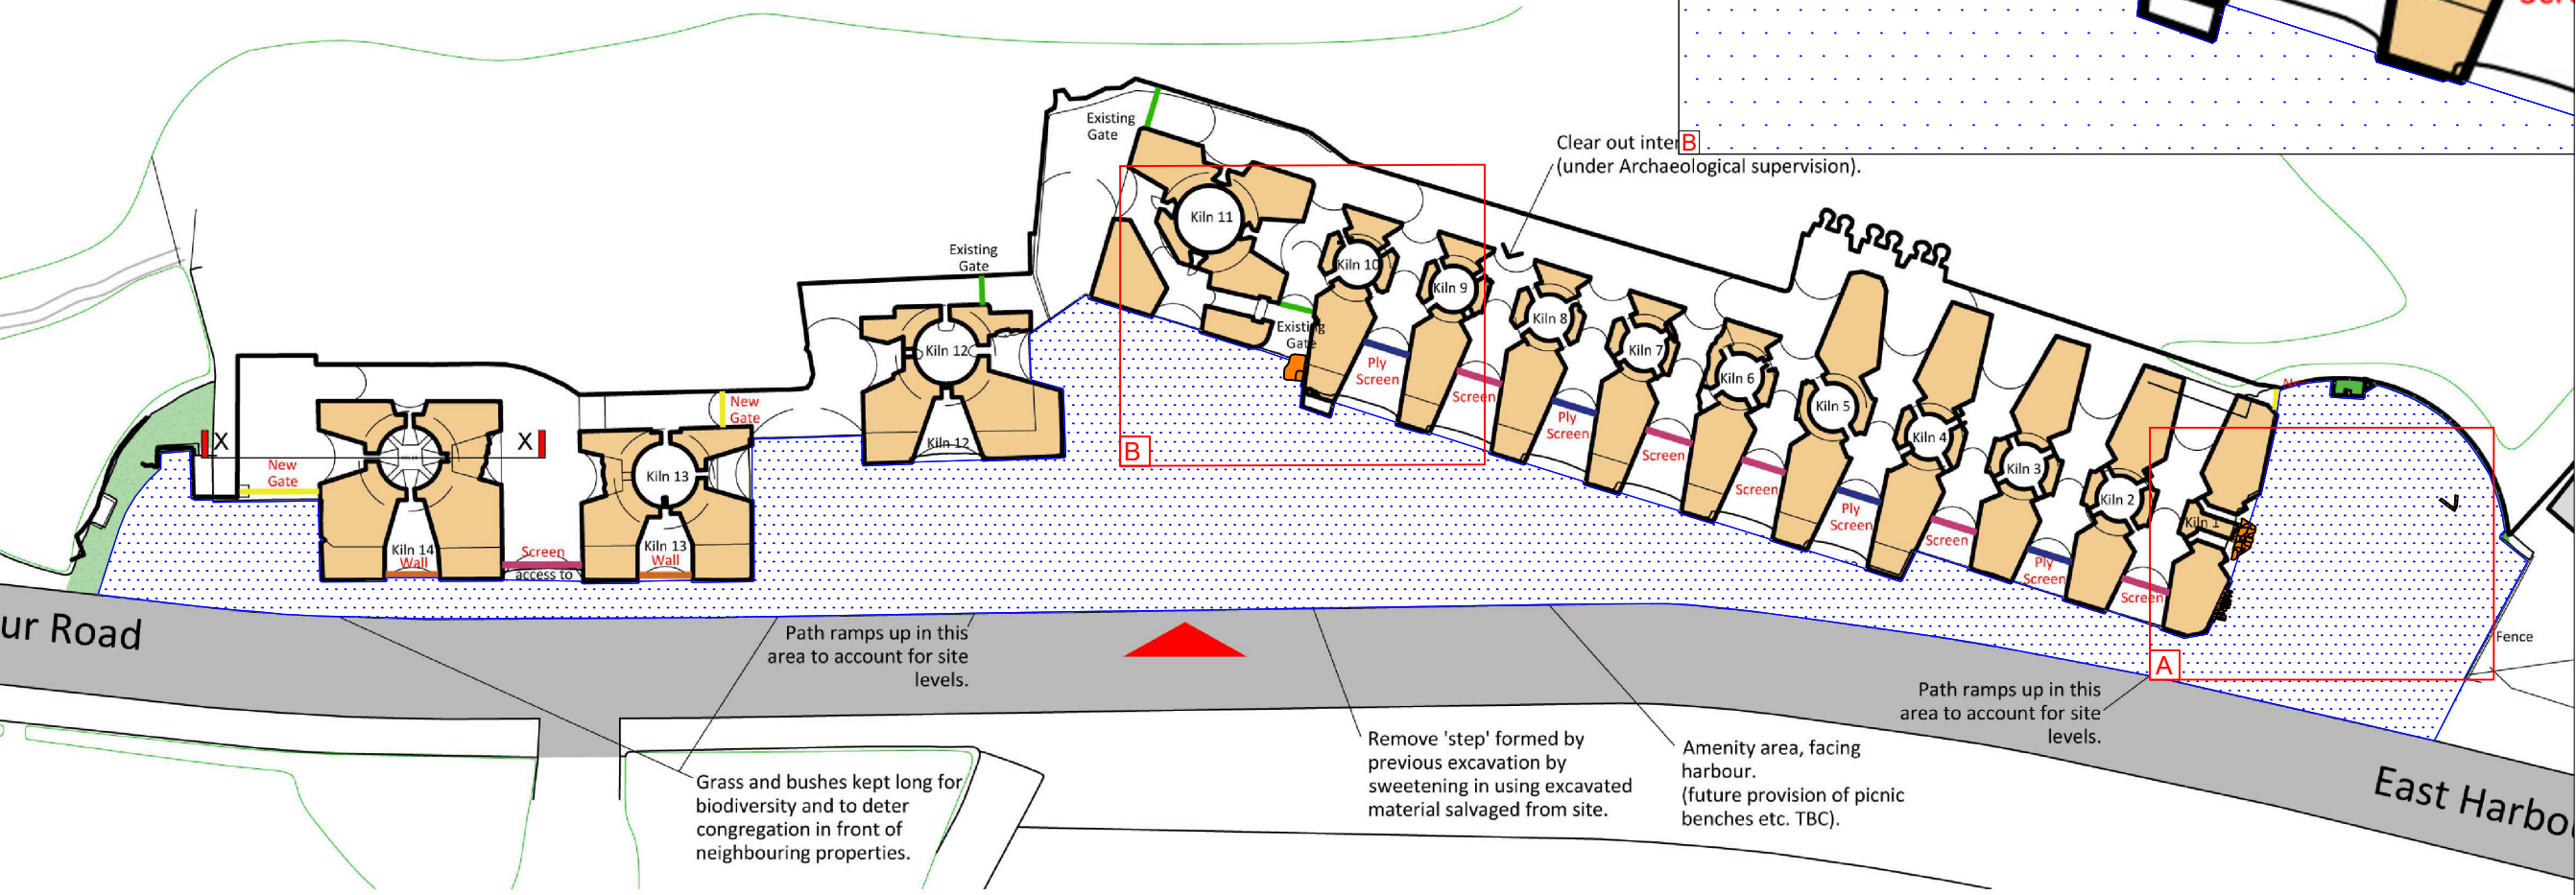 Existing
Gate
Clear out inter
B
(under Archaeological supervision).
Kiln 11
Existing
Gate
Kiln 10
Kiln 9
Kiln 8
Kiln 7
Kiln 6
Kiln 5
Kiln 4
Kiln 3
Kiln 2
Kiln 1
Existing
Gate
Kiln 12
Kiln 12
Ply
Screen
Screen
Ply
Screen
Screen
Screen
Ply
Screen
Screen
Ply
Screen
Screen
B
A
New
Gate
X
X
New
Gate
Kiln 13
Kiln 14
Wall
Screen
access to
Kiln 13
Wall
Fence
ur Road
Path ramps up in this
area to account for site
levels.
Path ramps up in this
area to account for site
levels.
Grass and bushes kept long for
biodiversity and to deter
congregation in front of
neighbouring properties.
Remove 'step' formed by
previous excavation by
sweetening in using excavated
material salvaged from site.
Amenity area, facing
harbour.
(future provision of picnic
benches etc. TBC).
East Harbo